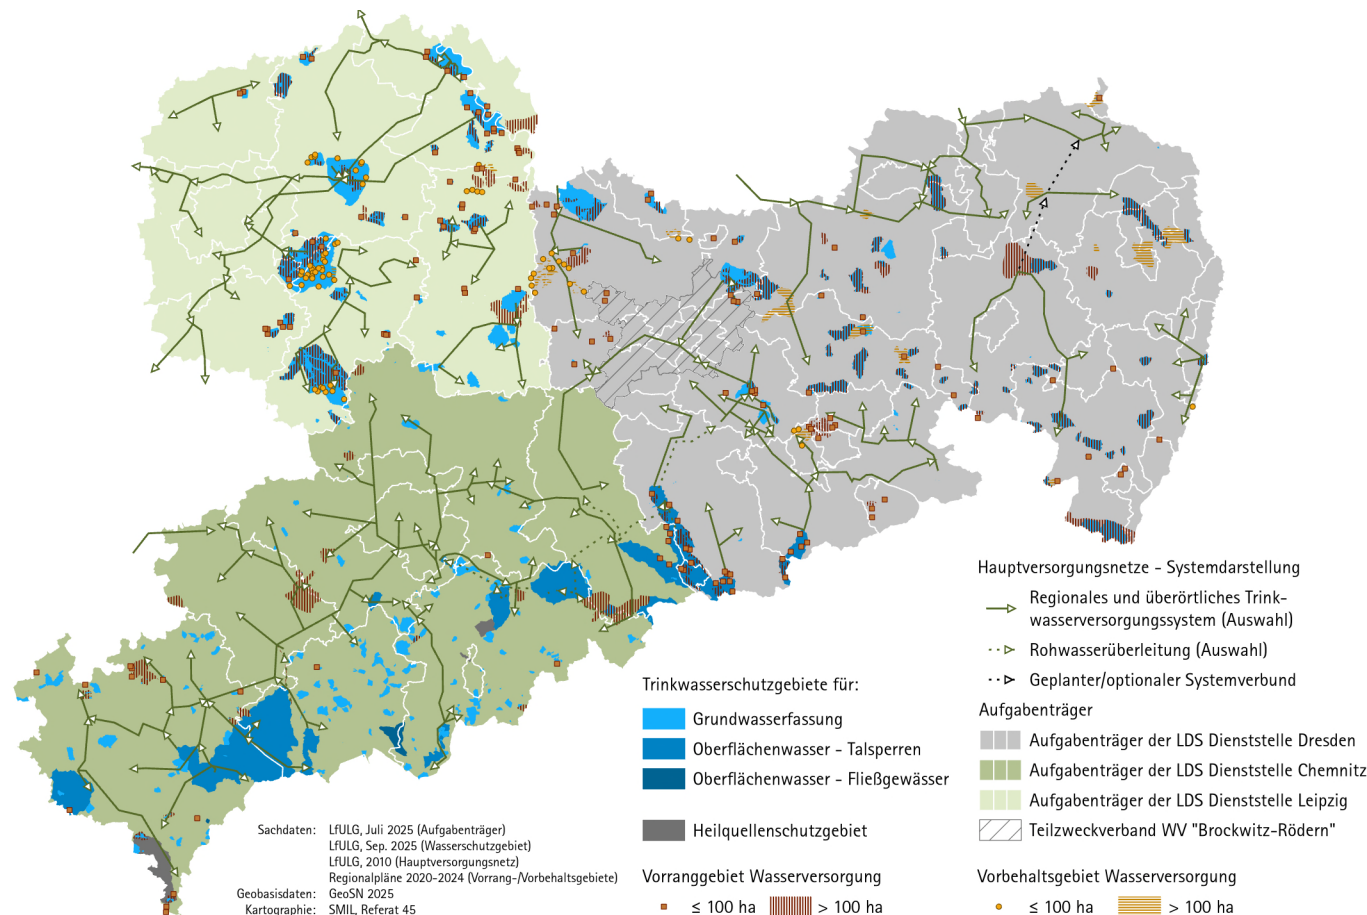 Hauptversorgungsnetze - Systemdarstellung
Regionales und überörtliches Trink-
wasserversorgungssystem (Auswahl)
Rohwasserüberleitung (Auswahl)
Geplanter/optionaler Systemverbund
Aufgabenträger
Aufgabenträger der LDS Dienststelle Dresden
Aufgabenträger der LDS Dienststelle Chemnitz
Aufgabenträger der LDS Dienststelle Leipzig
Teilzweckverband WV "Brockwitz-Rödern"
Trinkwasserschutzgebiete für:
Grundwasserfassung
Oberflächenwasser - Talsperren
Oberflächenwasser - Fließgewässer
Heilquellenschutzgebiet
Vorranggebiet Wasserversorgung
≤ 100 ha > 100 ha
Vorbehaltsgebiet Wasserversorgung
≤ 100 ha > 100 ha
Sachdaten: LfULG, Juli 2025 (Aufgabenträger)
LfULG, Sep. 2025 (Wasserschutzgebiet)
LfULG, 2010 (Hauptversorgungsnetz)
Regionalpläne 2020-2024 (Vorrang-/Vorbehaltsgebiete)
Geobasisdaten: GeoSN 2025
Kartographie: SMIL, Referat 45